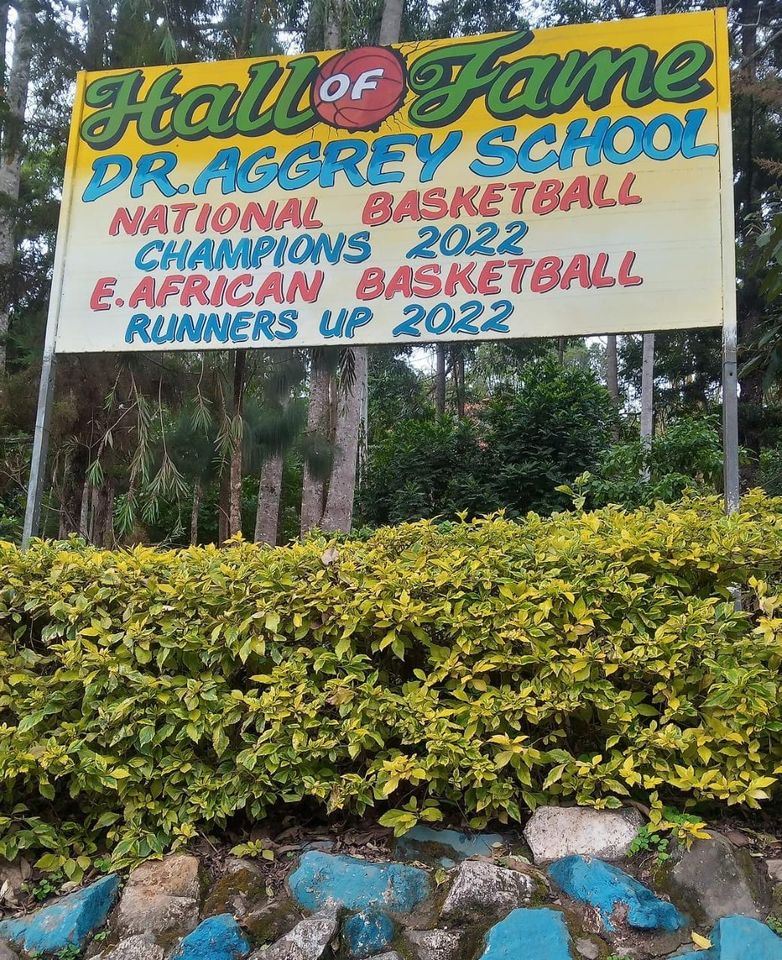 Hall OF Fame
DR. AGGREY SCHOOL
NATIONAL BASKETBALL
CHAMPIONS 2022
E. AFRICAN BASKETBALL
RUNNERS UP 2022